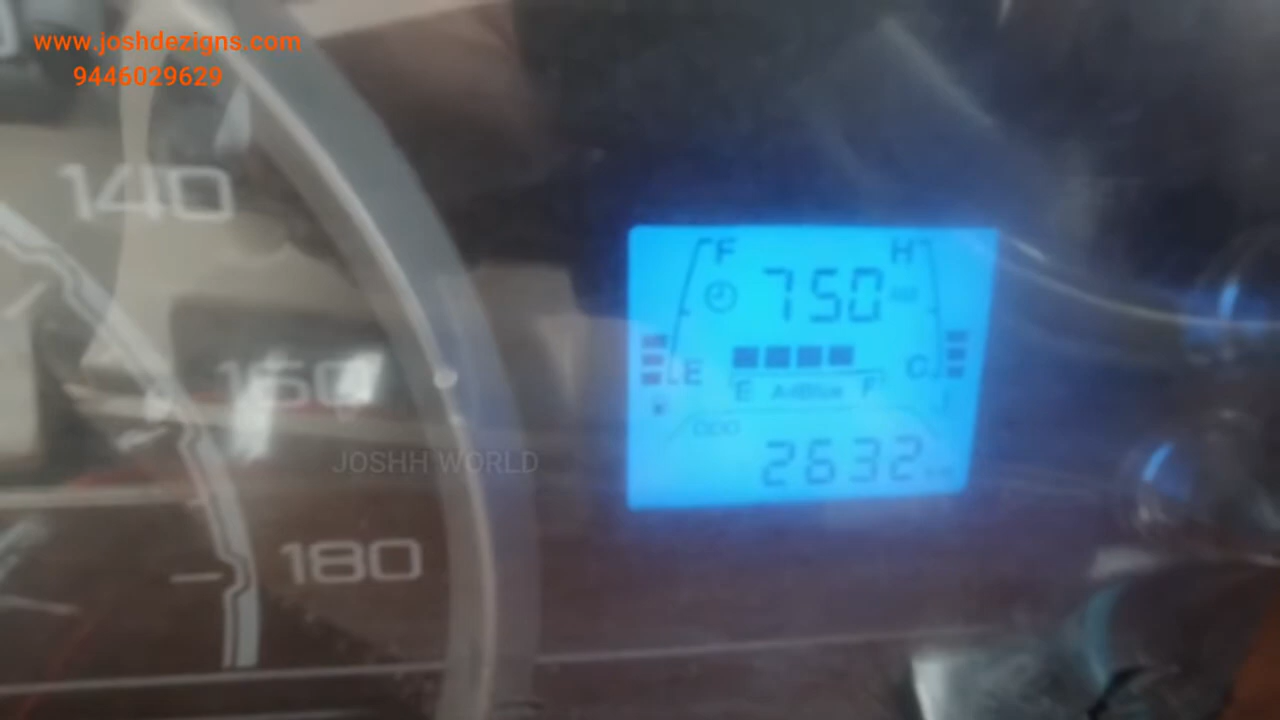 www.joshdezigns.com
9446029629
140
160
180
JOSHH WORLD
F H
750
E C
E AdBlue F
ODO
2632